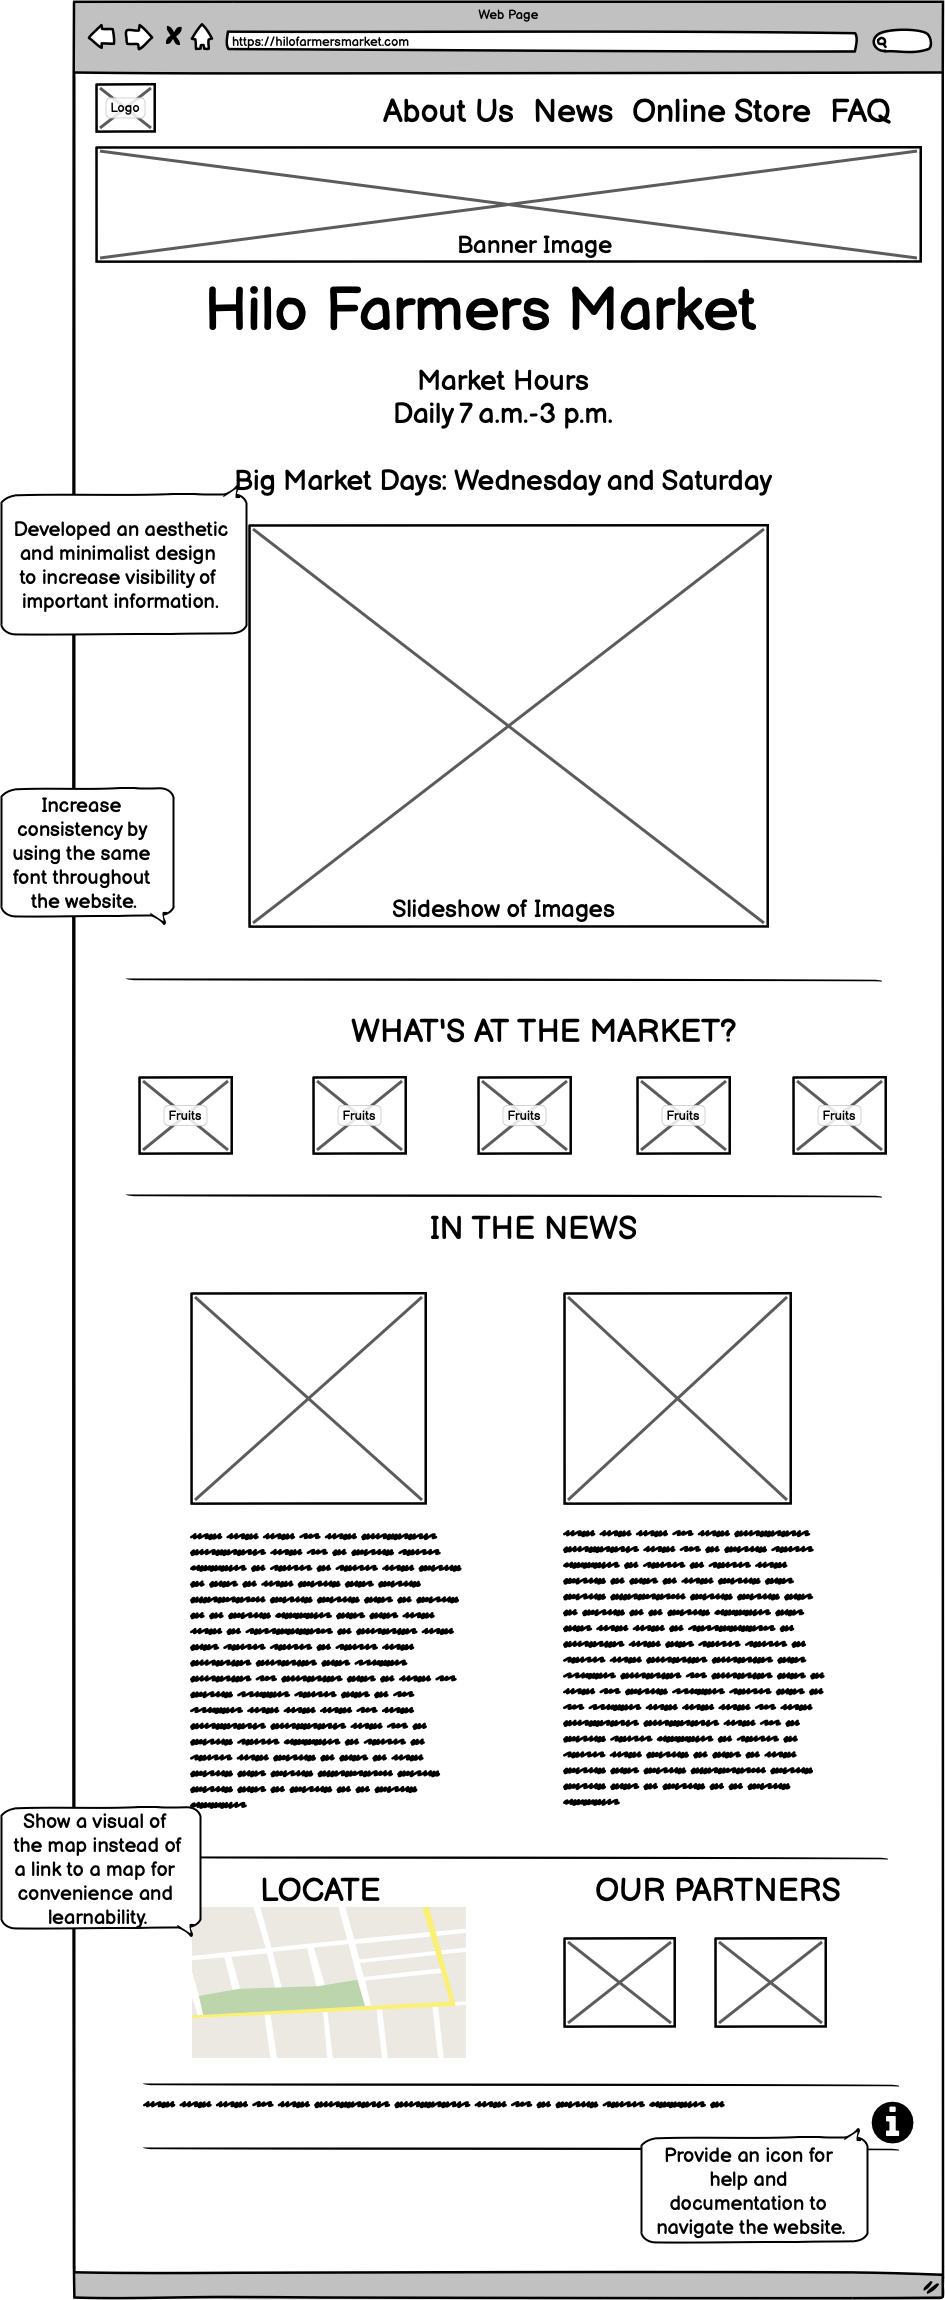 Web Page
https://hilofarmersmarket.com
Logo
About Us News Online Store FAQ
Banner Image
Hilo Farmers Market
Market Hours
Daily 7 a.m.-3 p.m.
Big Market Days: Wednesday and Saturday
Developed an aesthetic
and minimalist design
to increase visibility of
important information.
Increase
consistency by
using the same
font throughout
the website.
Slideshow of Images
WHAT'S AT THE MARKET?
Fruits Fruits Fruits Fruits Fruits
IN THE NEWS
Show a visual of
the map instead of
a link to a map for
convenience and
learnability.
LOCATE
OUR PARTNERS
Provide an icon for
help and
documentation to
navigate the website.